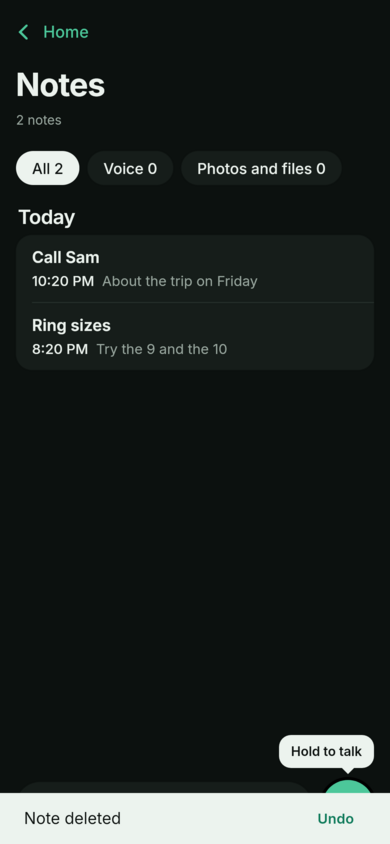 Home
Notes
2 notes
All 2
Voice 0
Photos and files 0
Today
Call Sam
10:20 PM About the trip on Friday
Ring sizes
8:20 PM Try the 9 and the 10
Hold to talk
Note deleted
Undo